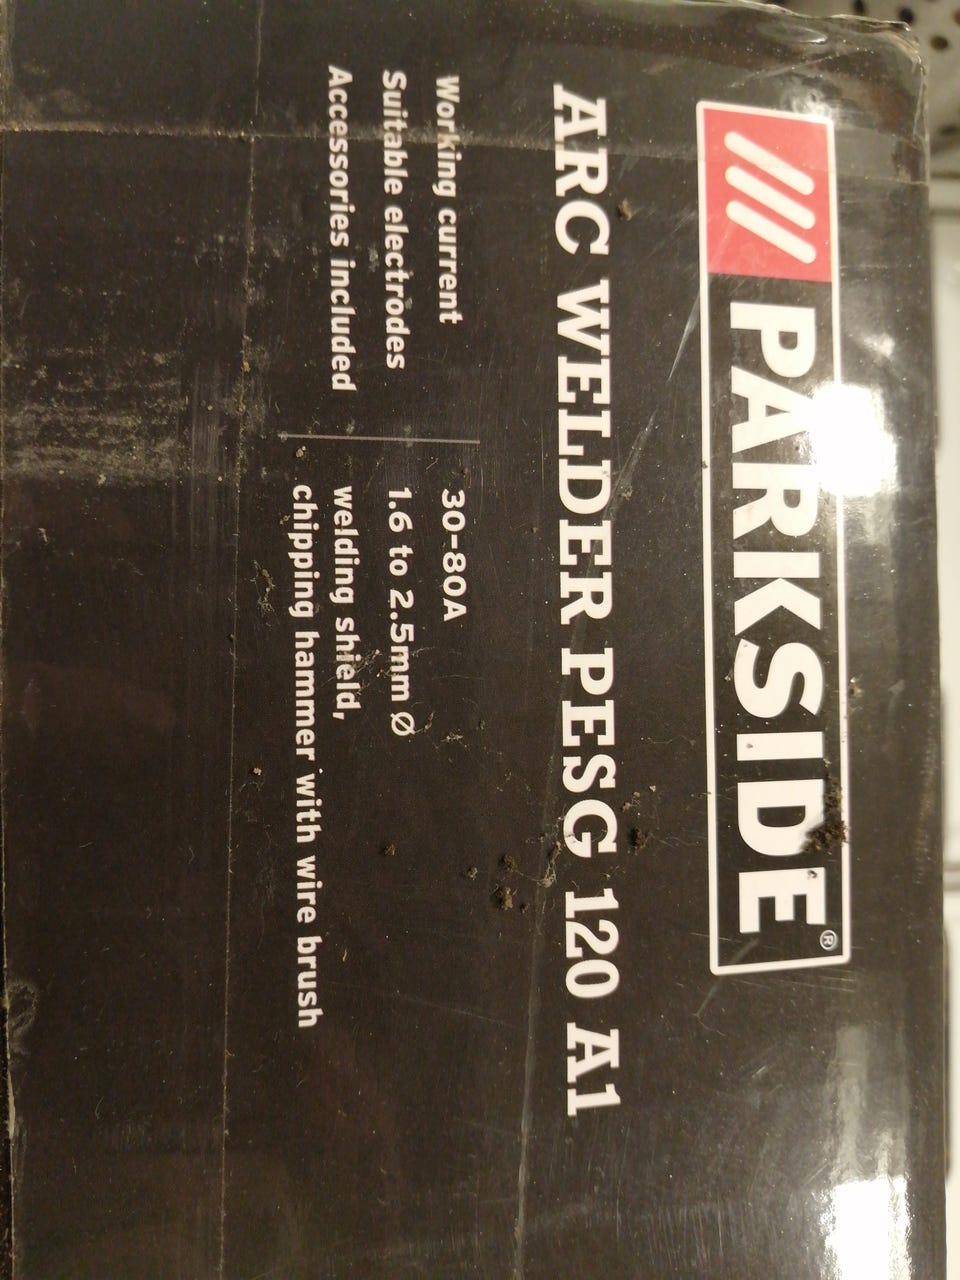 PARKSIDE®
ARC WELDER PESG 120 A1
Working current 30-80A
Suitable electrodes 1.6 to 2.5mm Ø
Accessories included welding shield,
chipping hammer with wire brush